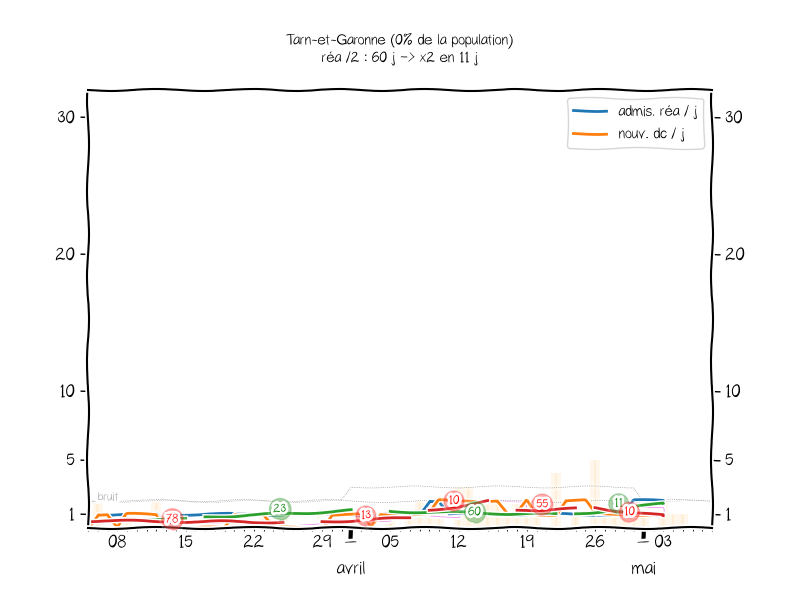 Tarn-et-Garonne (0% de la population)
réa /2 : 60 j -> x2 en 11 j
admis. réa / j
nouv. dc / j
30 30
20 20
10 10
5 5
bruit
1 1
78 23 13 10 60 55 11 10
08 15 22 29 1 05 12 19 26 1 03
avril mai